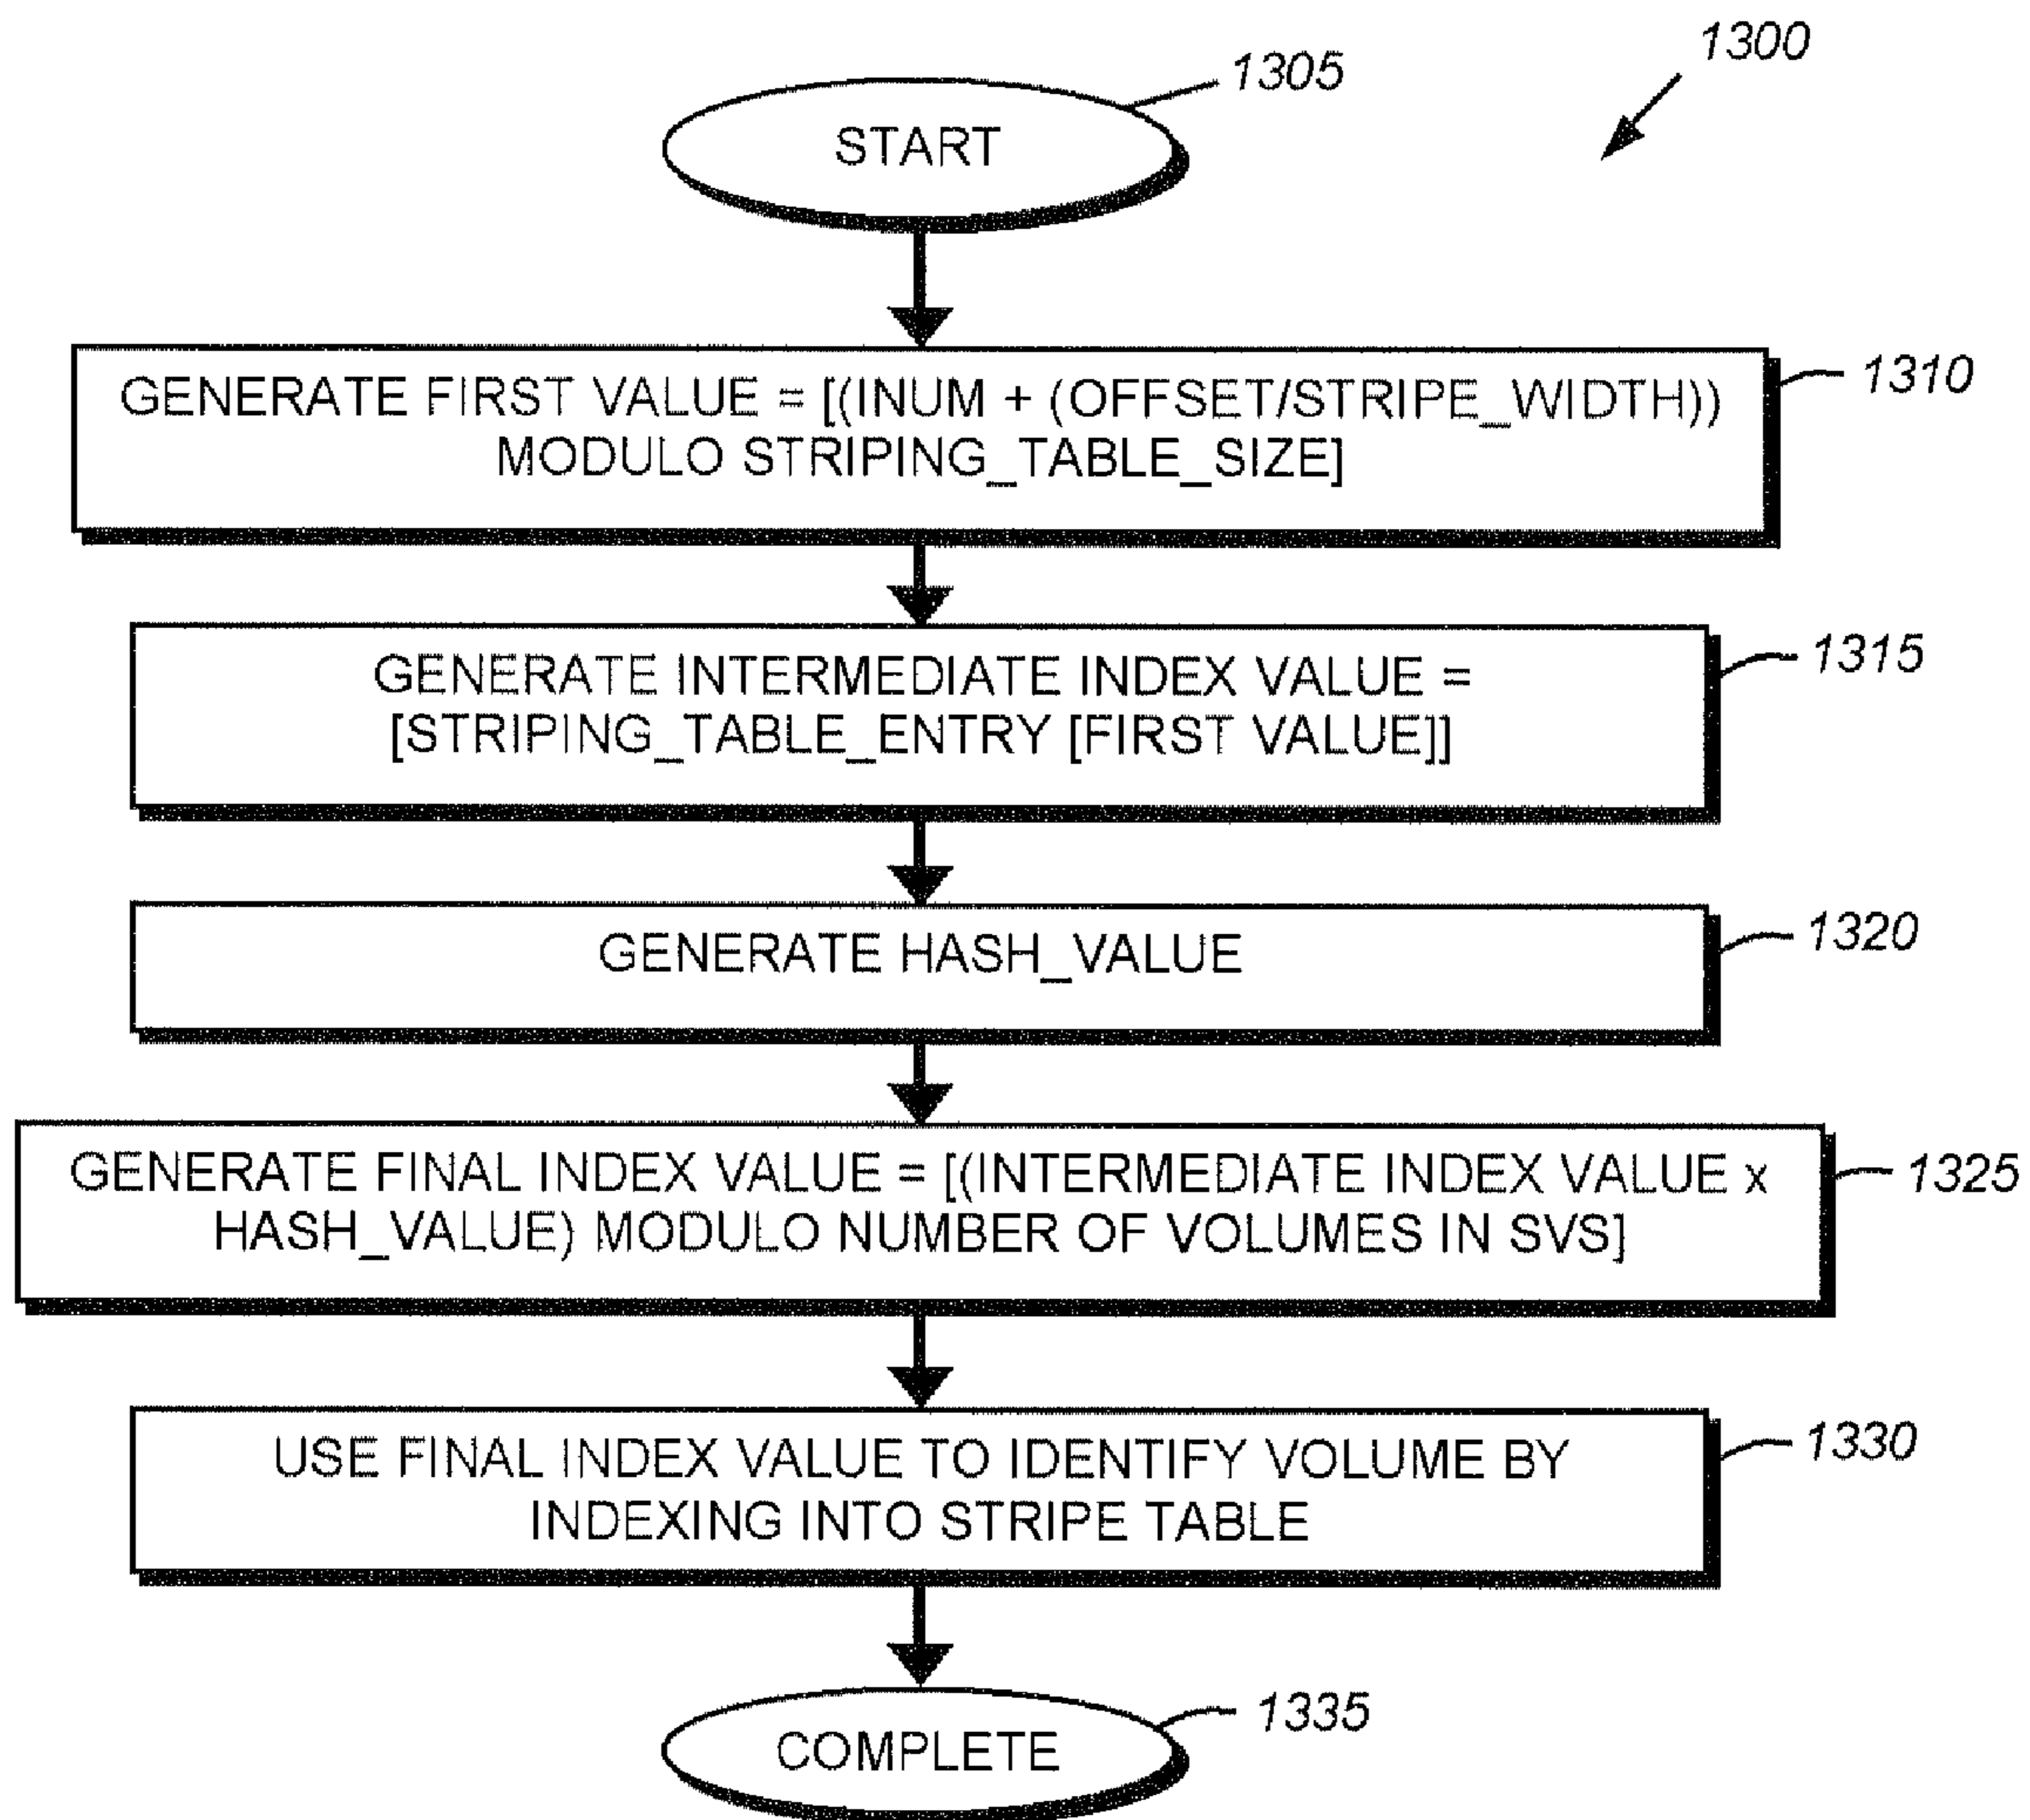 1300
1305
START
GENERATE FIRST VALUE = [(INUM + (OFFSET/STRIPE_WIDTH))
MODULO STRIPING_TABLE_SIZE]
1310
GENERATE INTERMEDIATE INDEX VALUE =
[STRIPING_TABLE_ENTRY [FIRST VALUE]]
1315
GENERATE HASH_VALUE
1320
GENERATE FINAL INDEX VALUE = [(INTERMEDIATE INDEX VALUE x
HASH_VALUE) MODULO NUMBER OF VOLUMES IN SVS]
1325
USE FINAL INDEX VALUE TO IDENTIFY VOLUME BY
INDEXING INTO STRIPE TABLE
1330
COMPLETE
1335